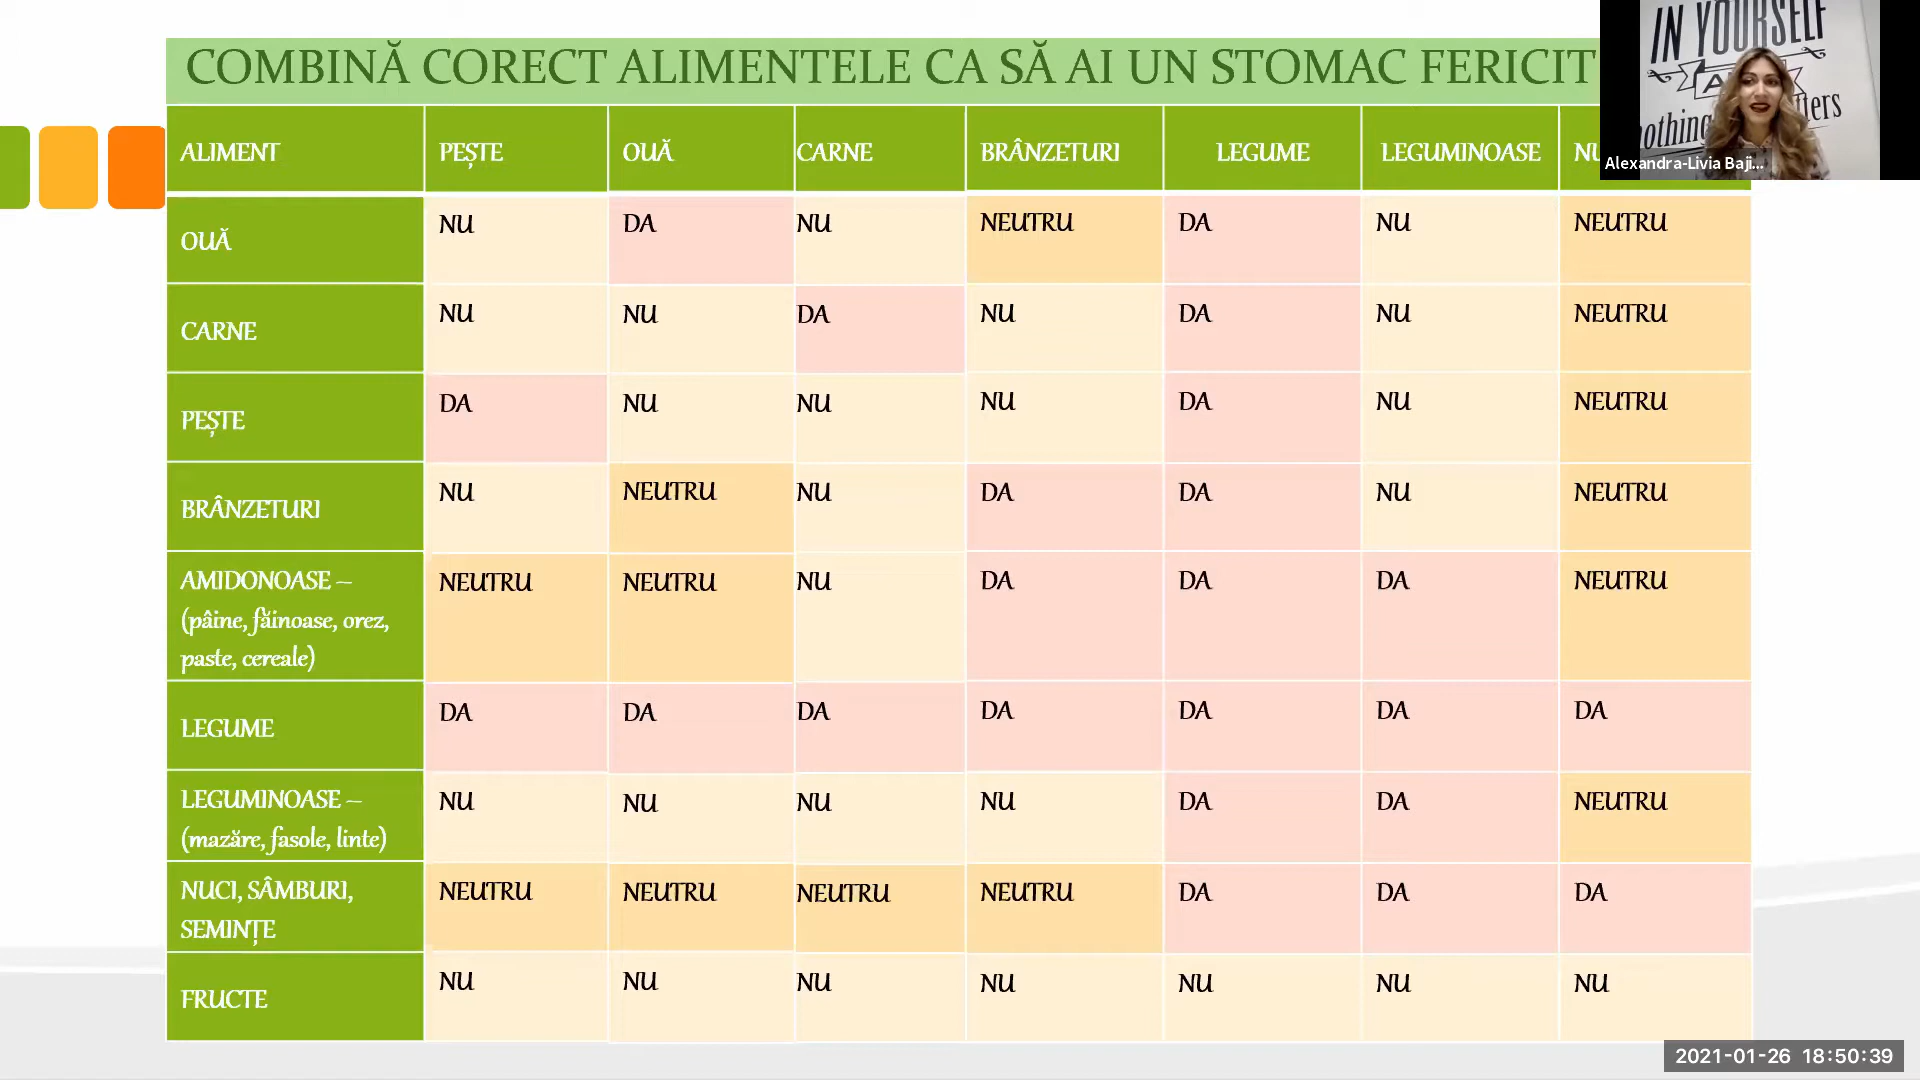 COMBINĂ CORECT ALIMENTELE CA SĂ AI UN STOMAC FERICIT
IN YOURSELF
Alexandra-Livia Baji...
ALIMENT PEȘTE OUĂ CARNE BRÂNZETURI LEGUME LEGUMINOASE
OUĂ NU DA NU NEUTRU DA NU NEUTRU
CARNE NU NU DA NU DA NU NEUTRU
PEȘTE DA NU NU NU DA NU NEUTRU
BRÂNZETURI NU NEUTRU NU DA DA NU NEUTRU
AMIDONOASE – NEUTRU NEUTRU NU DA DA DA NEUTRU
(pâine, făinoase, orez,
paste, cereale)
LEGUME DA DA DA DA DA DA DA
LEGUMINOASE – NU NU NU NU DA DA NEUTRU
(mazăre, fasole, linte)
NUCI, SÂMBURI, NEUTRU NEUTRU NEUTRU NEUTRU DA DA DA
SEMINȚE
FRUCTE NU NU NU NU NU NU NU
2021-01-26 18:50:39